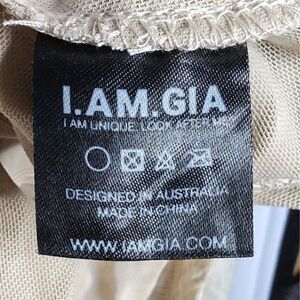 I.AM.GIA
I AM UNIQUE. LOOK AFTER ME
DESIGNED IN AUSTRALIA
MADE IN CHINA
WWW.IAMGIA.COM